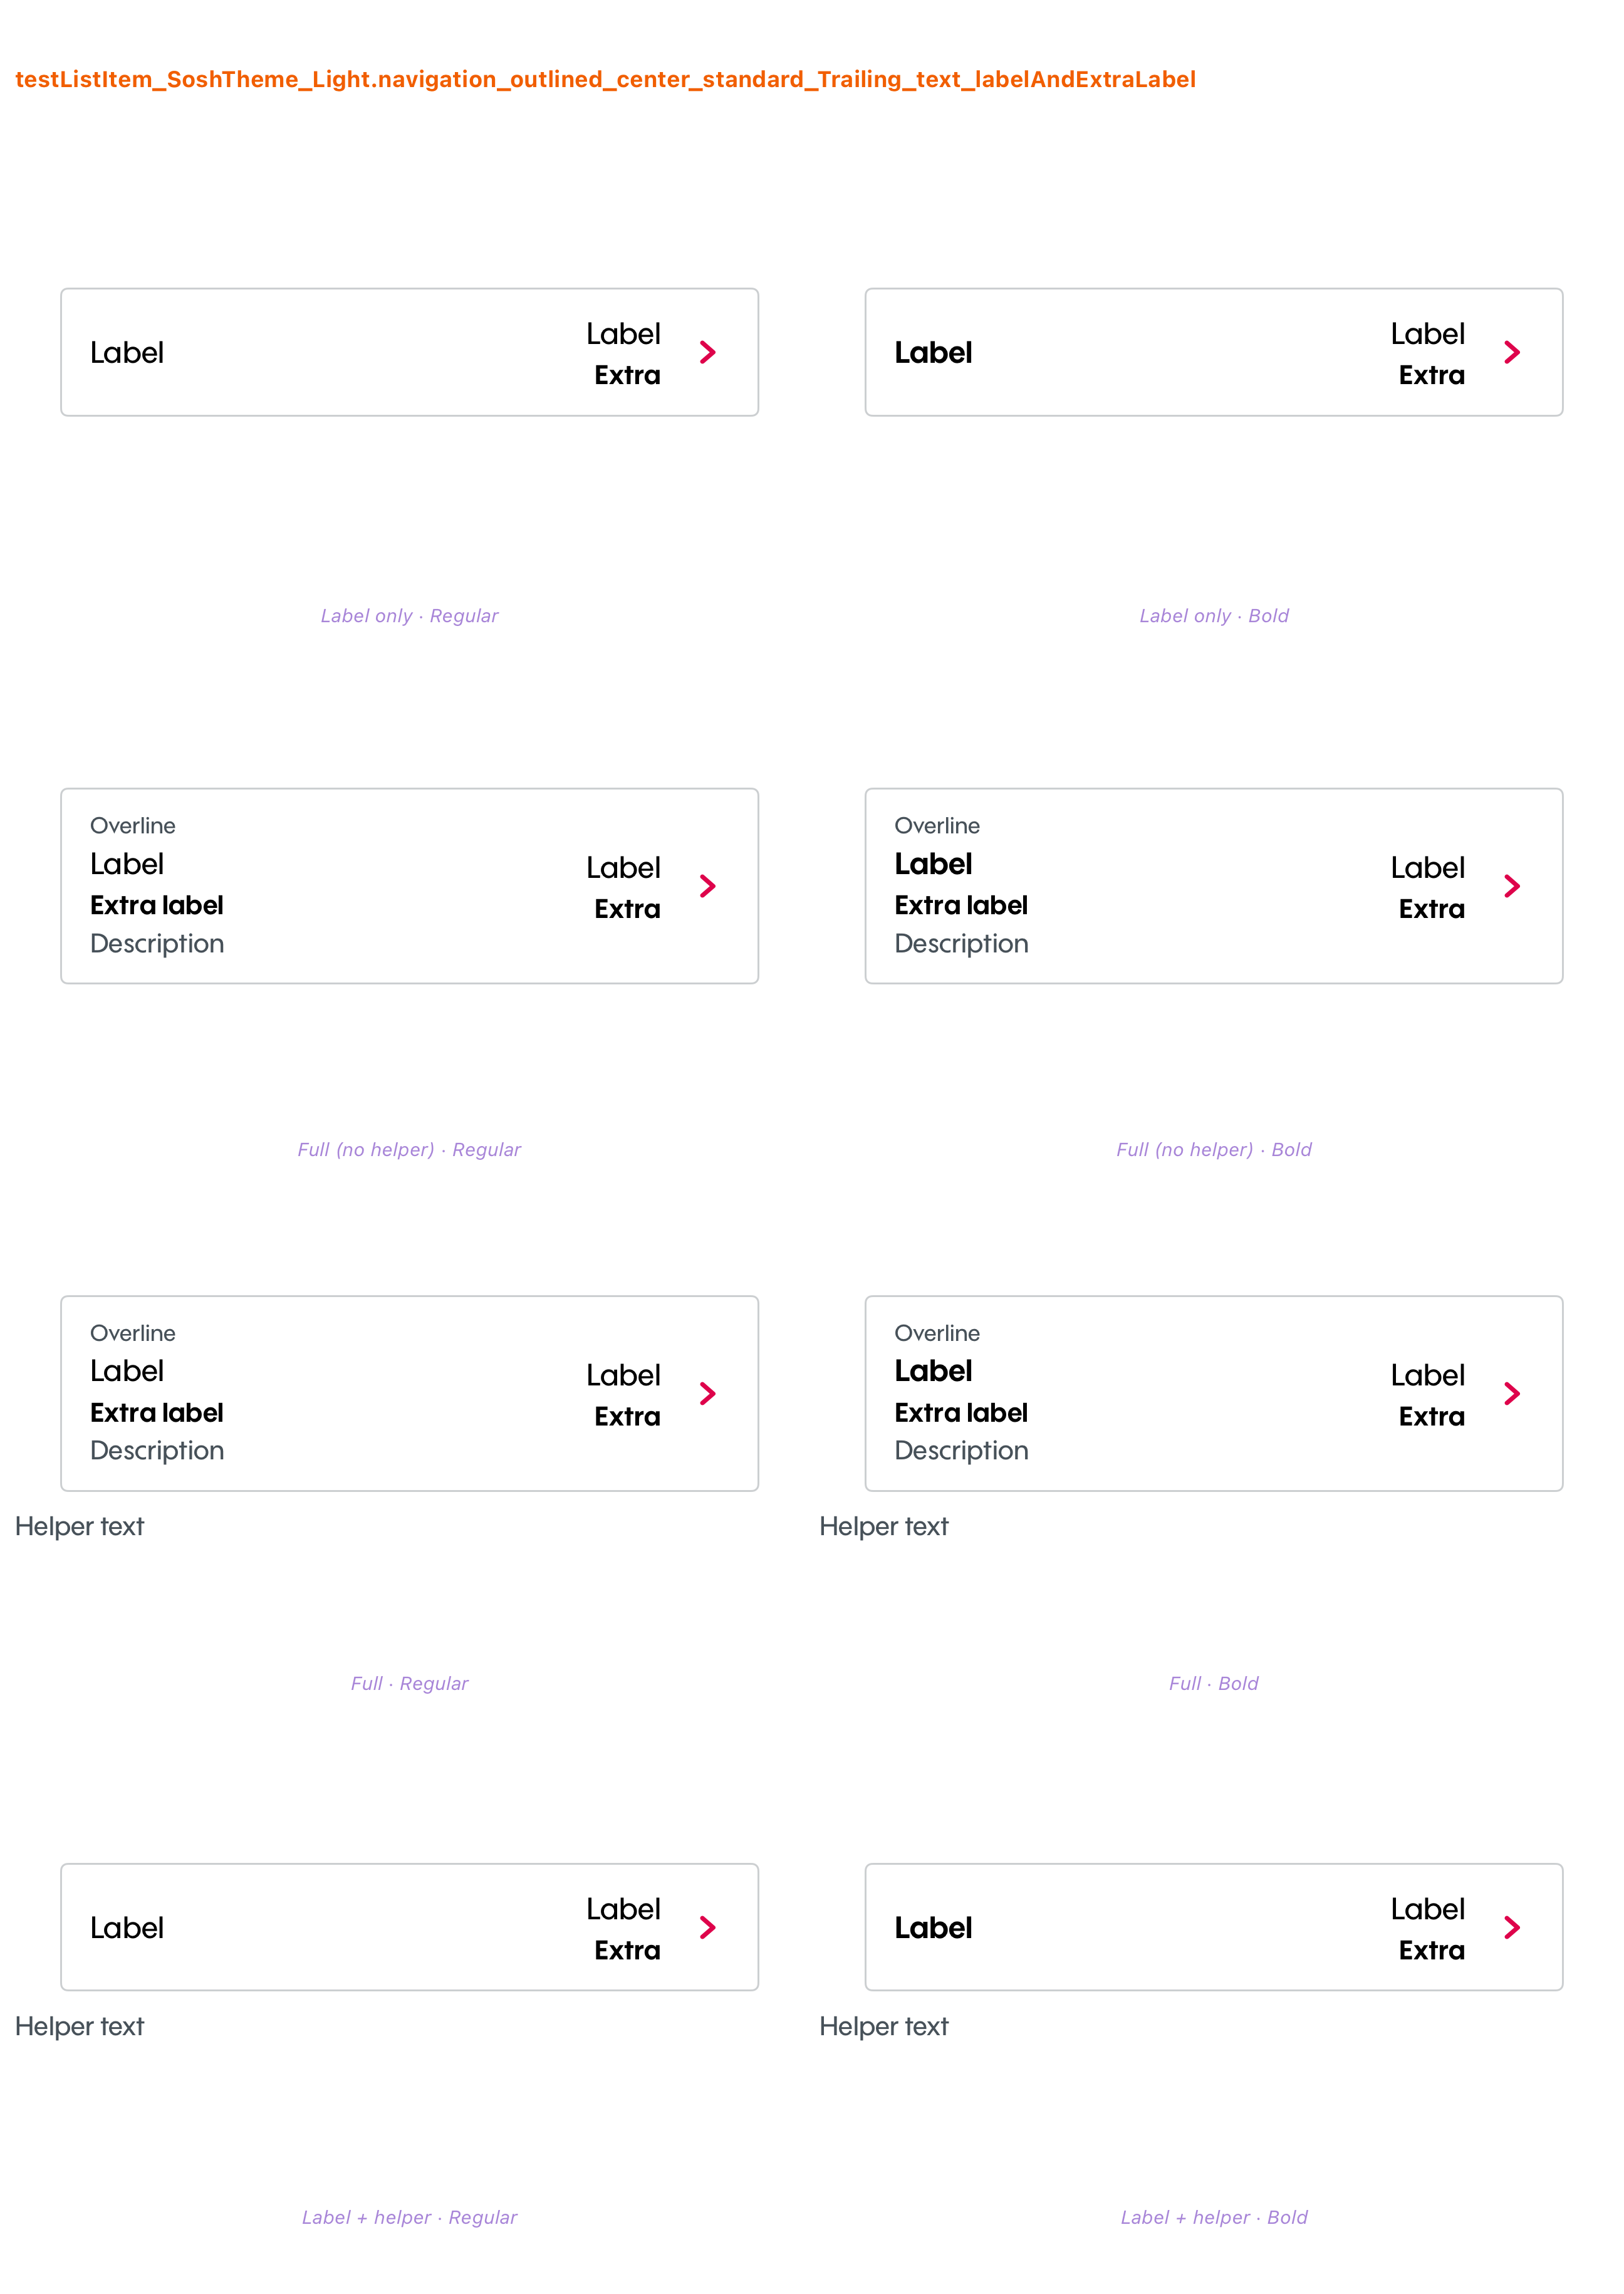 testListItem_SoshTheme_Light.navigation_outlined_center_standard_Trailing_text_labelAndExtraLabel
Label
Label
Extra
Label
Label
Extra
Label only · Regular
Label only · Bold
Overline
Label
Extra label
Description
Label
Extra
Overline
Label
Extra label
Description
Label
Extra
Full (no helper) · Regular
Full (no helper) · Bold
Overline
Label
Extra label
Description
Label
Extra
Helper text
Overline
Label
Extra label
Description
Label
Extra
Helper text
Full · Regular
Full · Bold
Label
Label
Extra
Helper text
Label
Label
Extra
Helper text
Label + helper · Regular
Label + helper · Bold